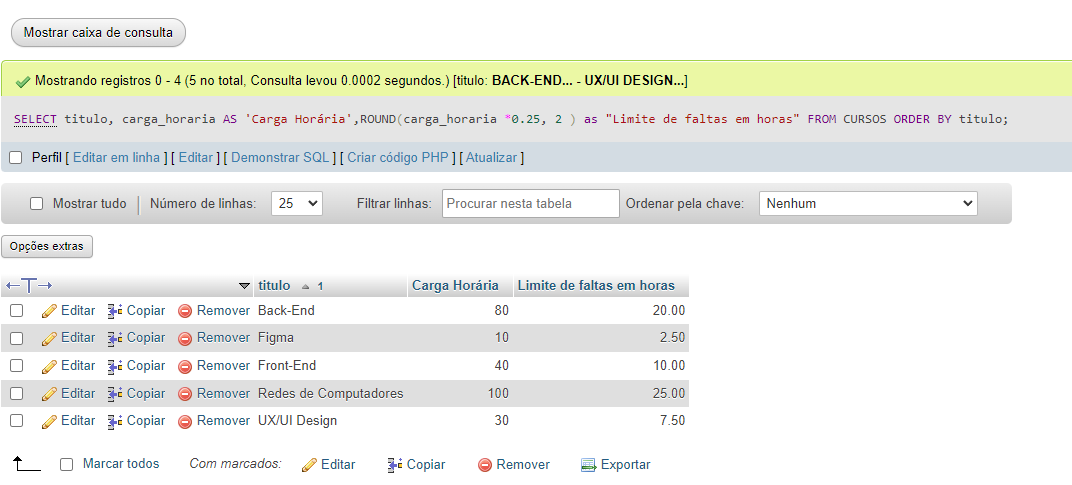 Mostrar caixa de consulta
Mostrando registros 0 - 4 (5 no total, Consulta levou 0.0002 segundos.) [titulo: BACK-END... - UX/UI DESIGN...]
SELECT titulo, carga_horaria AS 'Carga Horária',ROUND(carga_horaria *0.25, 2 ) as "Limite de faltas em horas" FROM CURSOS ORDER BY titulo;
Perfil [ Editar em linha ] [ Editar ] [ Demonstrar SQL ] [ Criar código PHP ] [ Atualizar ]
Mostrar tudo | Número de linhas: 25 Filtrar linhas: Procurar nesta tabela Ordenar pela chave: Nenhum
Opções extras
←T→ titulo 1 Carga Horária Limite de faltas em horas
Editar Copiar Remover Back-End 80 20.00
Editar Copiar Remover Figma 10 2.50
Editar Copiar Remover Front-End 40 10.00
Editar Copiar Remover Redes de Computadores 100 25.00
Editar Copiar Remover UX/UI Design 30 7.50
Marcar todos Com marcados: Editar Copiar Remover Exportar